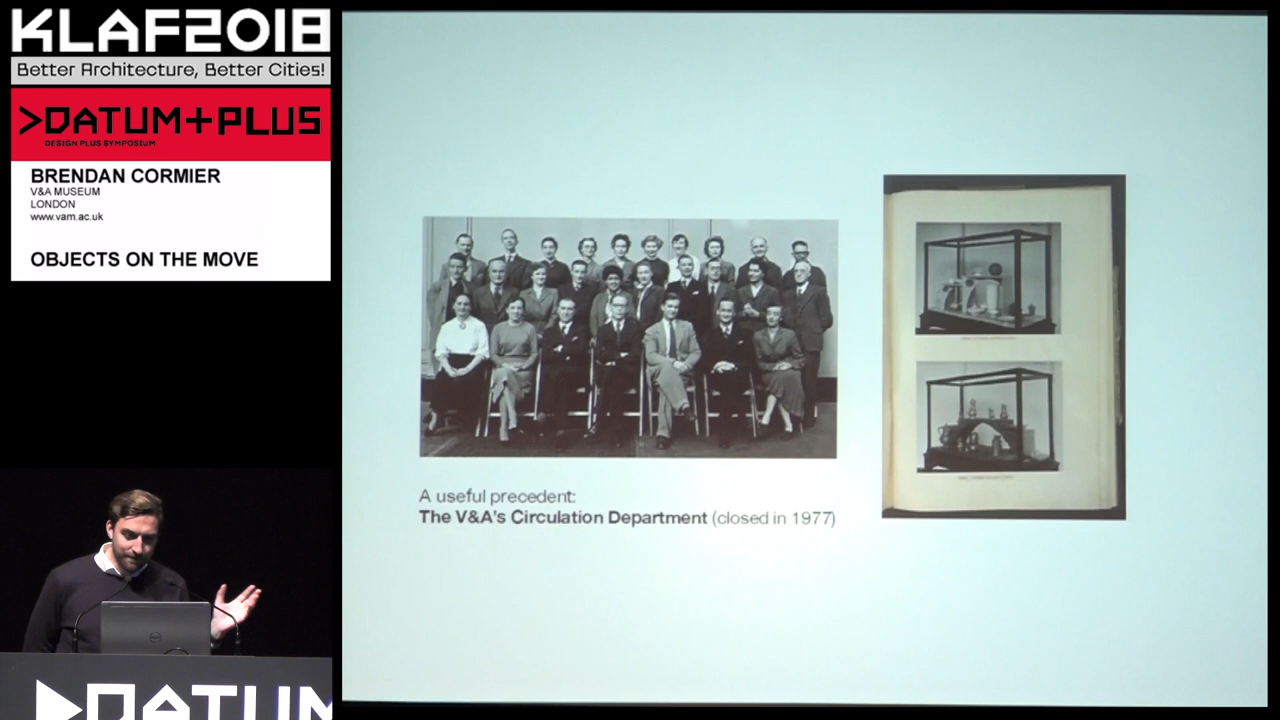 KLAF2018
Better Architecture, Better Cities!
>DATUM+PLUS
DESIGN PLUS SYMPOSIUM
BRENDAN CORMIER
V&A MUSEUM
LONDON
www.vam.ac.uk
OBJECTS ON THE MOVE
A useful precedent:
The V&A's Circulation Department (closed in 1977)
DELL
DATUM